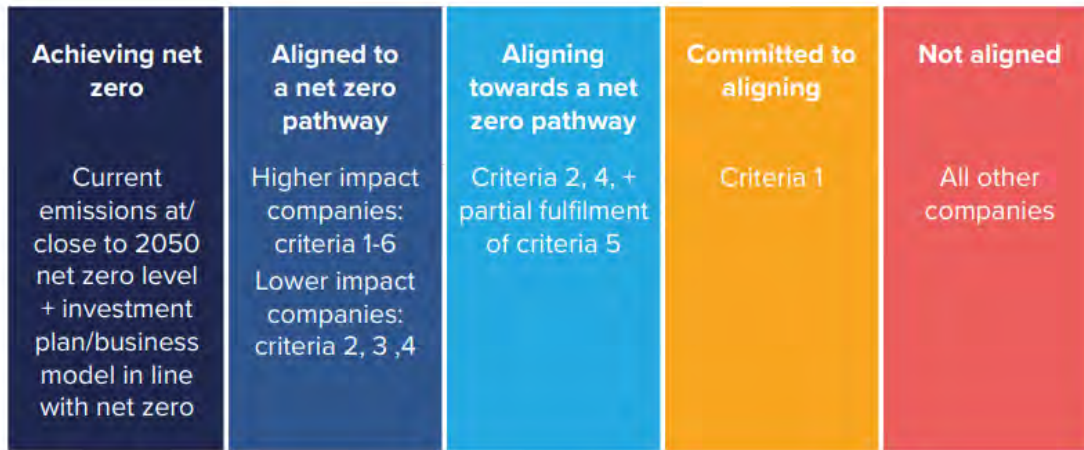 Achieving net
zero
Current
emissions at/
close to 2050
net zero level
+ investment
plan/business
model in line
with net zero
Aligned to
a net zero
pathway
Higher impact
companies:
criteria 1-6
Lower impact
companies:
criteria 2, 3 ,4
Aligning
towards a net
zero pathway
Criteria 2, 4, +
partial fulfilment
of criteria 5
Committed to
aligning
Criteria 1
Not aligned
All other
companies